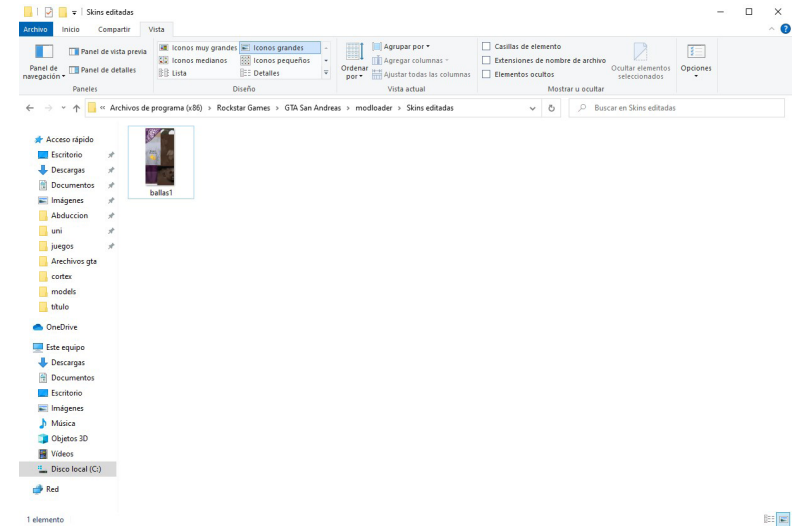 Skins editadas
Archivo Inicio Compartir Vista
Panel de navegación
Panel de vista previa
Panel de detalles
Paneles
Iconos muy grandes Iconos grandes
Iconos medianos Iconos pequeños
Lista Detalles
Diseño
Ordenar por
Agrupar por
Agregar columnas
Ajustar todas las columnas
Vista actual
Casillas de elemento
Extensiones de nombre de archivo
Elementos ocultos
Ocultar elementos seleccionados
Mostrar u ocultar
Opciones
« Archivos de programa (x86) > Rockstar Games > GTA San Andreas > modloader > Skins editadas
Buscar en Skins editadas
Acceso rápido
Escritorio
Descargas
Documentos
Imágenes
Abduccion
uni
juegos
Arechivos gta
cortex
models
título
OneDrive
Este equipo
Descargas
Documentos
Escritorio
Imágenes
Música
Objetos 3D
Vídeos
Disco local (C:)
Red
ballas1
1 elemento